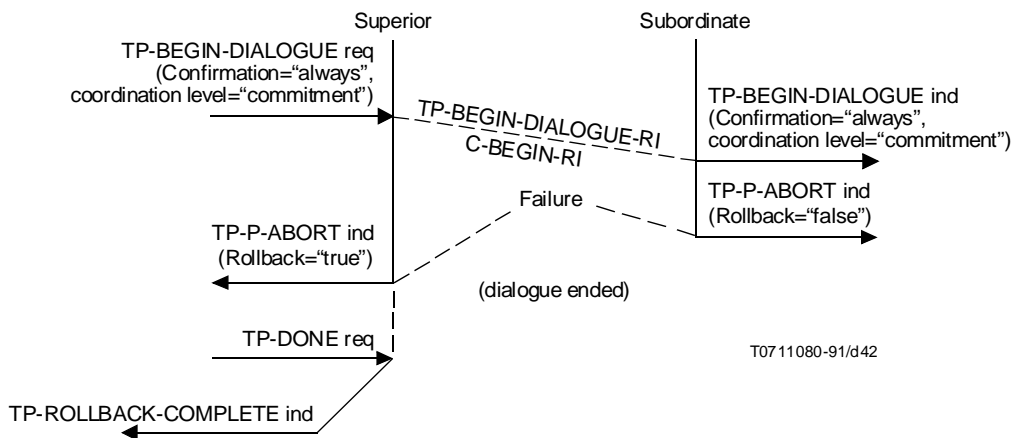 Superior
Subordinate
TP-BEGIN-DIALOGUE req
(Confirmation=“always”,
coordination level=“commitment”)
TP-BEGIN-DIALOGUE-RI
C-BEGIN-RI
TP-BEGIN-DIALOGUE ind
(Confirmation=“always”,
coordination level=“commitment”)
Failure
TP-P-ABORT ind
(Rollback=“false”)
TP-P-ABORT ind
(Rollback=“true”)
(dialogue ended)
TP-DONE req
T0711080-91/d42
TP-ROLLBACK-COMPLETE ind